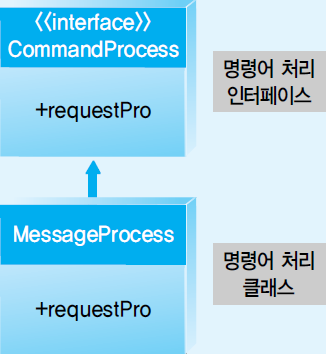 《interface》
CommandProcess
+requestPro
명령어 처리
인터페이스
MessageProcess
+requestPro
명령어 처리
클래스